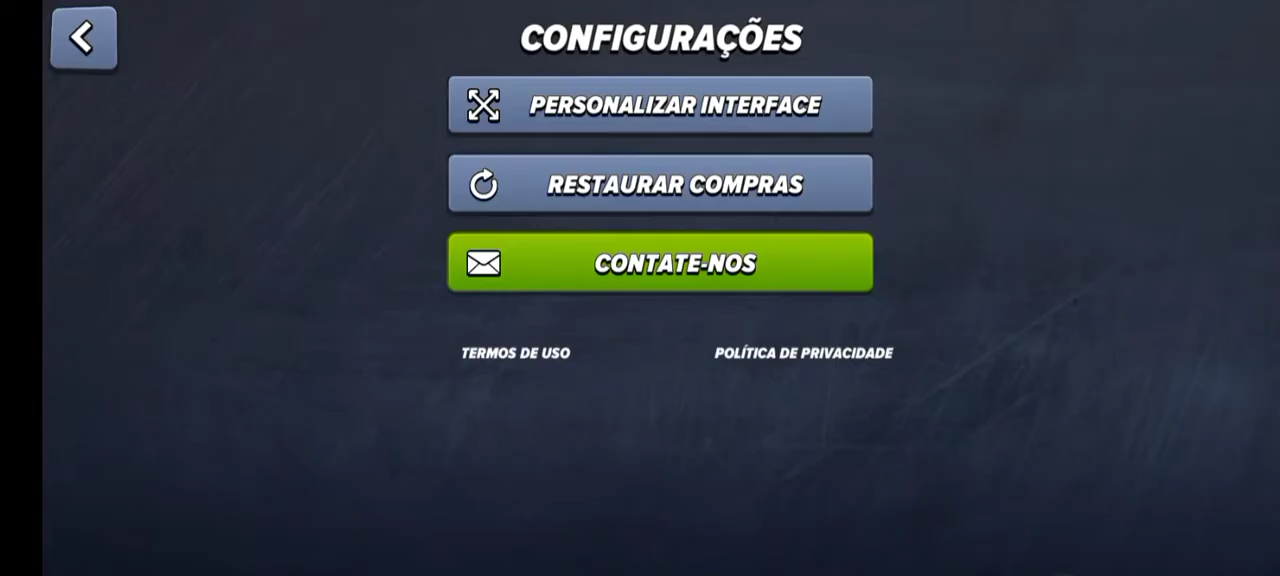 CONFIGURAÇÕES
PERSONALIZAR INTERFACE
RESTAURAR COMPRAS
CONTATE-NOS
TERMOS DE USO
POLÍTICA DE PRIVACIDADE